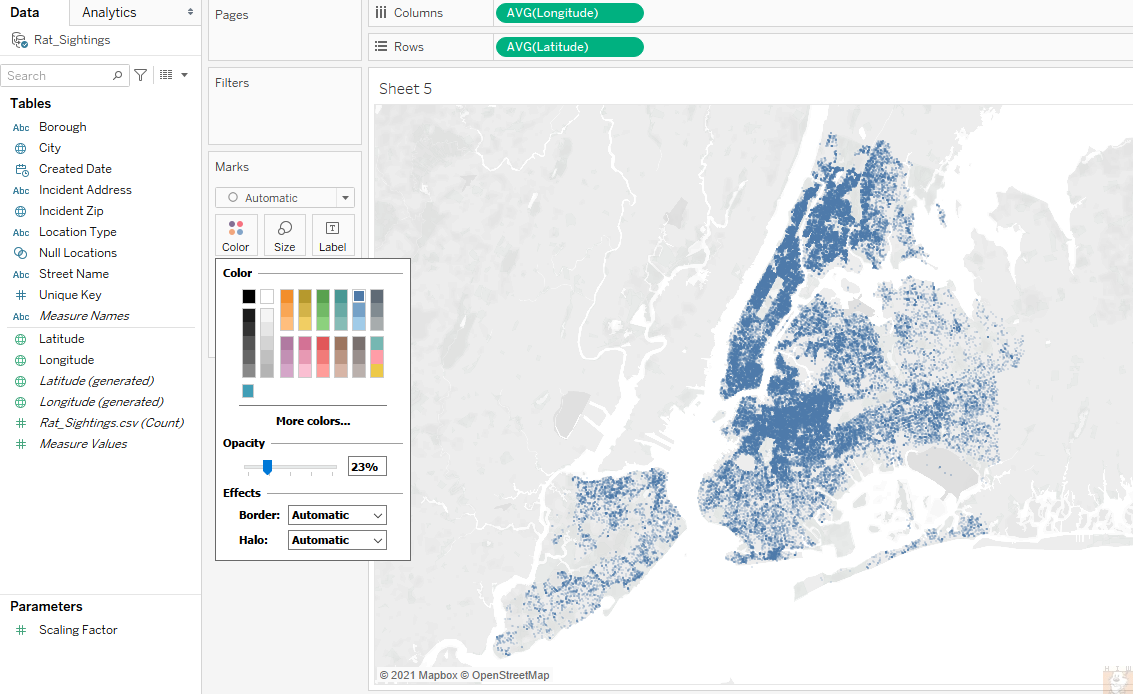 Data
Analytics
Rat_Sightings
Search
Tables
Abc Borough
City
Created Date
Abc Incident Address
Incident Zip
Abc Location Type
Null Locations
Abc Street Name
Unique Key
Abc Measure Names
Latitude
Longitude
Latitude (generated)
Longitude (generated)
Rat_Sightings.csv (Count)
Measure Values
Parameters
Scaling Factor
Pages
Filters
Marks
Automatic
Color
Size
T
Label
Color
More colors...
Opacity
23%
Effects
Border: Automatic
Halo: Automatic
Columns
AVG(Longitude)
Rows
AVG(Latitude)
Sheet 5
© 2021 Mapbox © OpenStreetMap